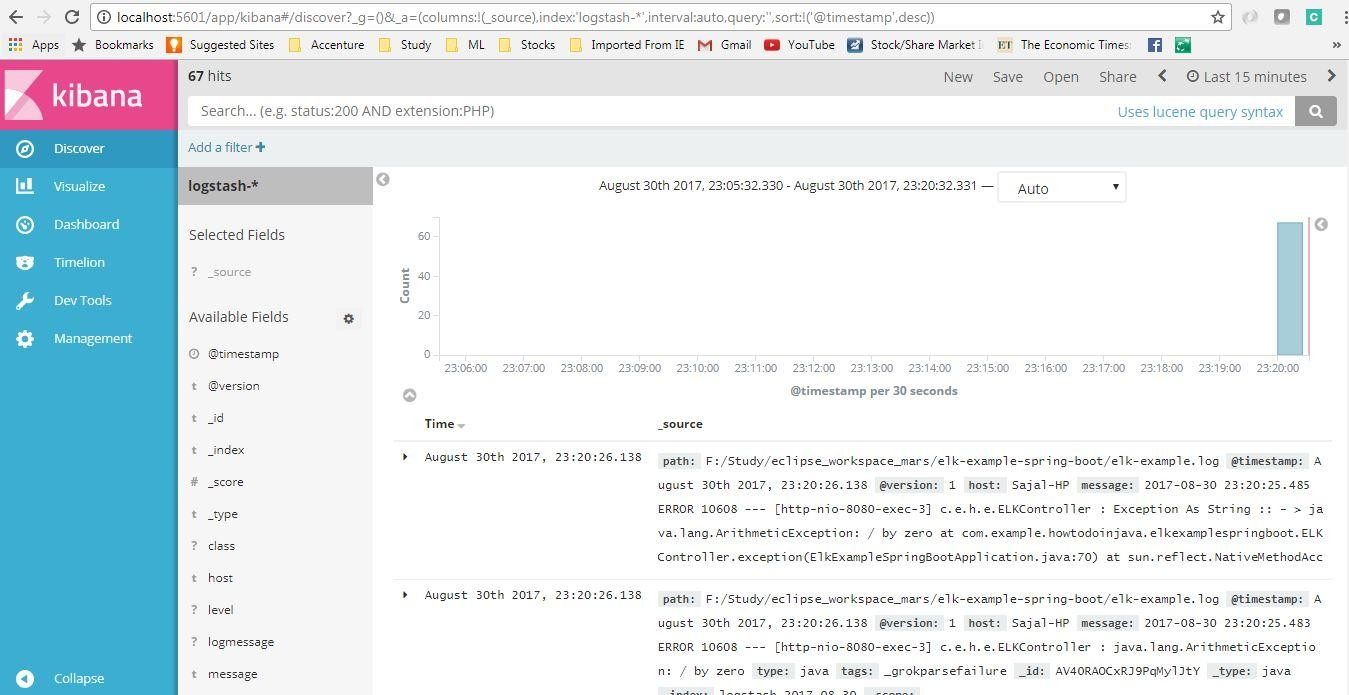 localhost:5601/app/kibana#/discover?_g=()&_a=(columns:!(_source),index:'logstash-*',interval:auto,query:'',sort:!('@timestamp',desc))
Apps Bookmarks Suggested Sites Accenture Study ML Stocks Imported From IE Gmail YouTube Stock/Share Market The Economic Times:
kibana
67 hits
New Save Open Share Last 15 minutes
Search... (e.g. status:200 AND extension:PHP) Uses lucene query syntax
Add a filter +
Discover
Visualize
Dashboard
Timelion
Dev Tools
Management
Collapse
logstash-*
Selected Fields
? _source
Available Fields
@timestamp
t @version
t _id
t _index
# _score
t _type
? class
t host
? level
? logmessage
t message
August 30th 2017, 23:05:32.330 - August 30th 2017, 23:20:32.331 — Auto
Count
60
40
20
0
23:06:00 23:07:00 23:08:00 23:09:00 23:10:00 23:11:00 23:12:00 23:13:00 23:14:00 23:15:00 23:16:00 23:17:00 23:18:00 23:19:00 23:20:00
@timestamp per 30 seconds
Time _source
August 30th 2017, 23:20:26.138
path: F:/Study/eclipse_workspace_mars/elk-example-spring-boot/elk-example.log @timestamp: A
ugust 30th 2017, 23:20:26.138 @version: 1 host: Sajal-HP message: 2017-08-30 23:20:25.485
ERROR 10608 --- [http-nio-8080-exec-3] c.e.h.e.ELKController : Exception As String :: - > ja
va.lang.ArithmeticException: / by zero at com.example.howtodoinjava.elkexamplespringboot.ELK
Controller.exception(ElkExampleSpringBootApplication.java:70) at sun.reflect.NativeMethodAcc
August 30th 2017, 23:20:26.138
path: F:/Study/eclipse_workspace_mars/elk-example-spring-boot/elk-example.log @timestamp: A
ugust 30th 2017, 23:20:26.138 @version: 1 host: Sajal-HP message: 2017-08-30 23:20:25.483
ERROR 10608 --- [http-nio-8080-exec-3] c.e.h.e.ELKController : java.lang.ArithmeticExceptio
n: / by zero type: java tags: _grokparsefailure _id: AV4ORAOCxRJ9PqMylJtY _type: java
_index: logstash-2017.08.30 _score: